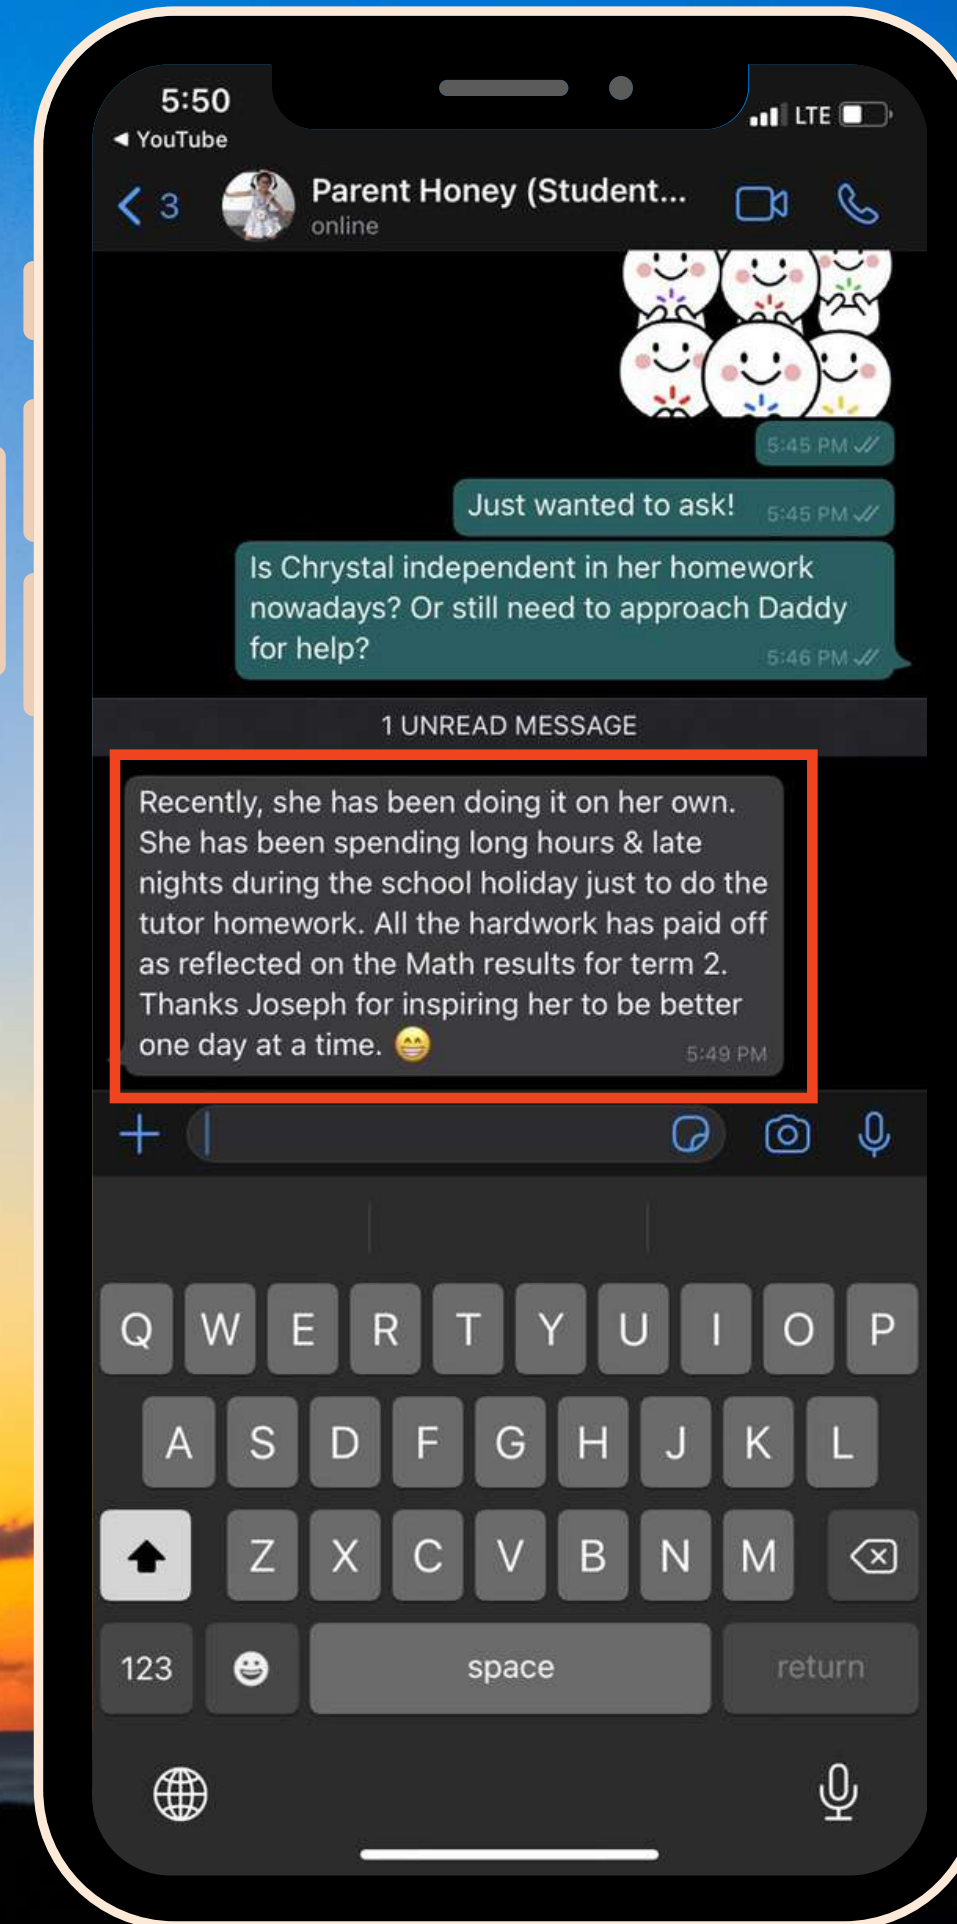 5:50
LTE
◀ YouTube
3
Parent Honey (Student...
online
5:45 PM
Just wanted to ask! 5:45 PM
Is Chrystal independent in her homework
nowadays? Or still need to approach Daddy
for help? 5:46 PM
1 UNREAD MESSAGE
Recently, she has been doing it on her own.
She has been spending long hours & late
nights during the school holiday just to do the
tutor homework. All the hardwork has paid off
as reflected on the Math results for term 2.
Thanks Joseph for inspiring her to be better
one day at a time. 😁 5:49 PM
Q W E R T Y U I O P
A S D F G H J K L
Z X C V B N M
123 space return